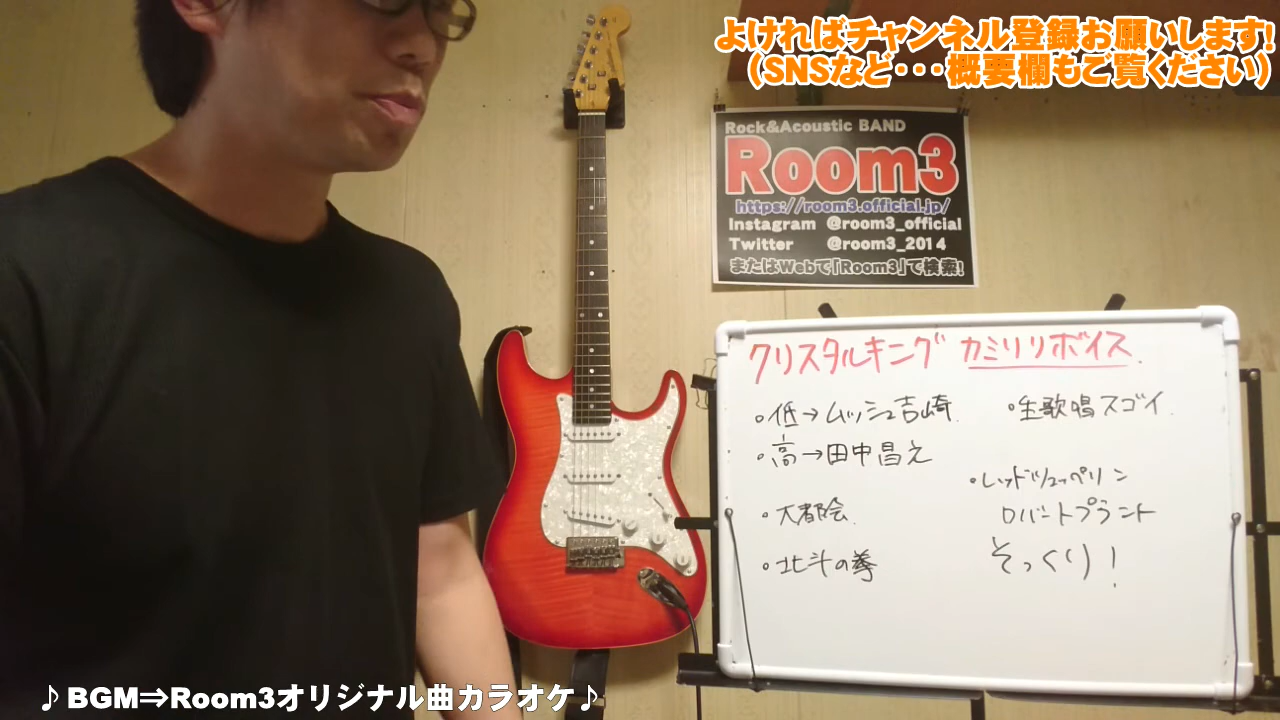 よければチャンネル登録お願いします!
(SNSなど・・・概要欄もご覧ください)
Rock&Acoustic BAND
Room3
https://room3.official.jp/
Instagram @room3_official
Twitter @room3_2014
またはWebで「Room3」で検索!
クリスタルキング カミソリボイス.
・低→ムッシュ吉崎.
・高→田中昌之
・大都会.
・北斗の拳
・生歌唱スゴイ.
・レッドツェッペリン
ロバートプラント
そっくり!
♪BGM⇒Room3オリジナル曲カラオケ♪